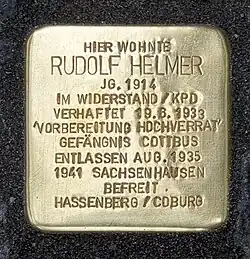 HIER WOHNTE
RUDOLF HELMER
JG. 1914
IM WIDERSTAND / KPD
VERHAFTET 19.6.1933
'VORBEREITUNG HOCHVERRAT'
GEFÄNGNIS COTTBUS
ENTLASSEN AUG. 1935
1941 SACHSENHAUSEN
BEFREIT
HASSENBERG / COBURG